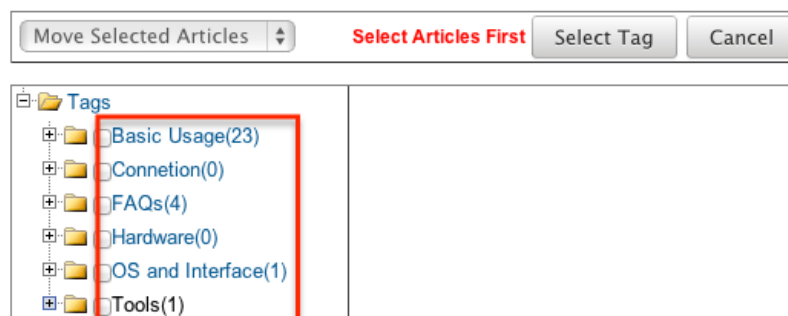 Move Selected Articles Select Articles First Select Tag Cancel
Tags
Basic Usage(23)
Connetion(0)
FAQs(4)
Hardware(0)
OS and Interface(1)
Tools(1)